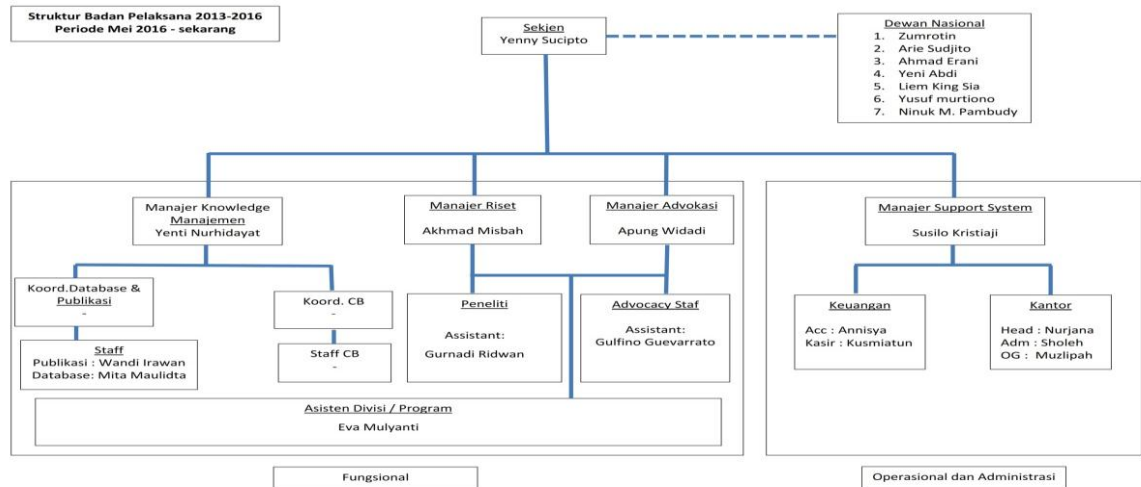 Struktur Badan Pelaksana 2013-2016
Periode Mei 2016 - sekarang
Sekjen
Yenny Sucipto
Dewan Nasional
1. Zumrotin
2. Arie Sudjito
3. Ahmad Erani
4. Yeni Abdi
5. Liem King Sia
6. Yusuf murtiono
7. Ninuk M. Pambudy
Manajer Knowledge
Manajemen
Yenti Nurhidayat
Manajer Riset
Akhmad Misbah
Manajer Advokasi
Apung Widadi
Manajer Support System
Susilo Kristiaji
Koord.Database &
Publikasi
-
Koord. CB
-
Peneliti
Assistant:
Gurnadi Ridwan
Advocacy Staf
Assistant:
Gulfino Guevarrato
Keuangan
Acc : Annisya
Kasir : Kusmiatun
Kantor
Head : Nurjana
Adm : Sholeh
OG : Muzlipah
Staff
Publikasi : Wandi Irawan
Database: Mita Maulidta
Staff CB
-
Asisten Divisi / Program
Eva Mulyanti
Fungsional
Operasional dan Administrasi